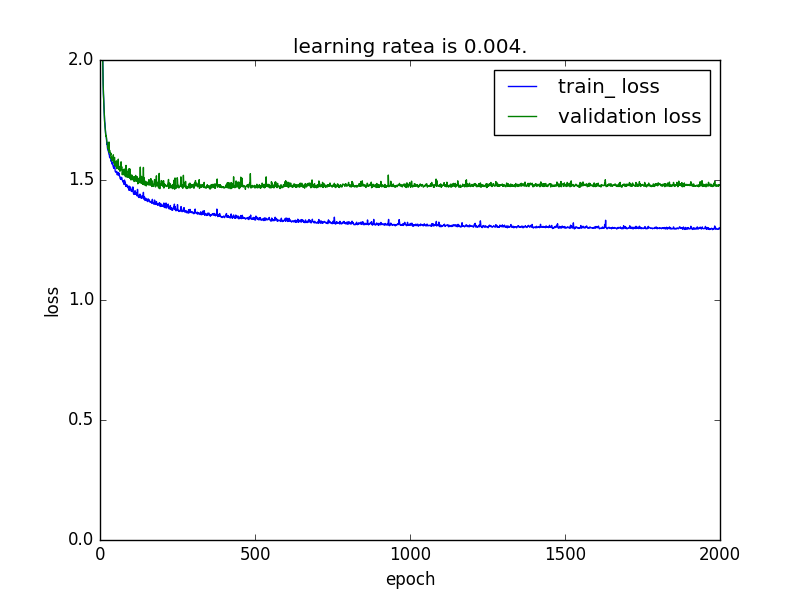 learning ratea is 0.004.
train_ loss
validation loss
2.0
1.5
1.0
0.5
0.0
loss
0 500 1000 1500 2000
epoch